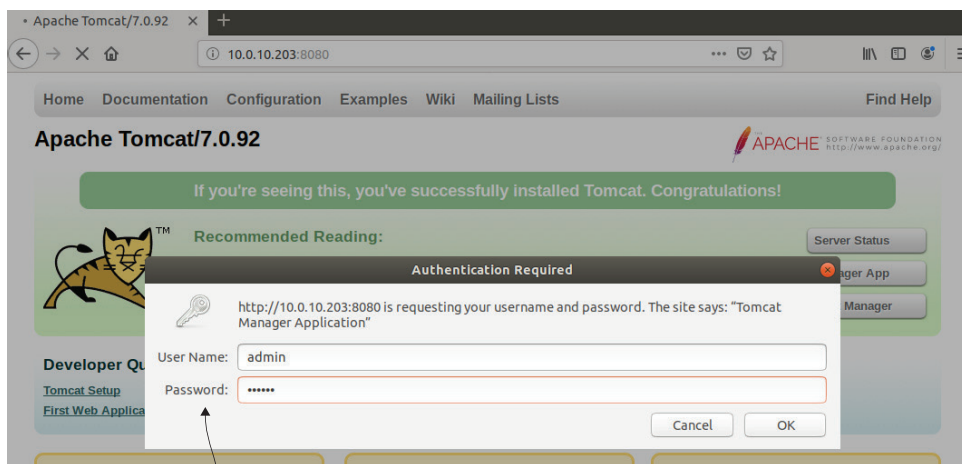 • Apache Tomcat/7.0.92
10.0.10.203:8080
Home Documentation Configuration Examples Wiki Mailing Lists Find Help
Apache Tomcat/7.0.92
APACHE SOFTWARE FOUNDATION
http://www.apache.org/
If you're seeing this, you've successfully installed Tomcat. Congratulations!
TM
Recommended Reading:
Server Status
ager App
Manager
Authentication Required
http://10.0.10.203:8080 is requesting your username and password. The site says: “Tomcat
Manager Application”
User Name: admin
Password: ••••••
Cancel OK
Developer Qu
Tomcat Setup
First Web Applica